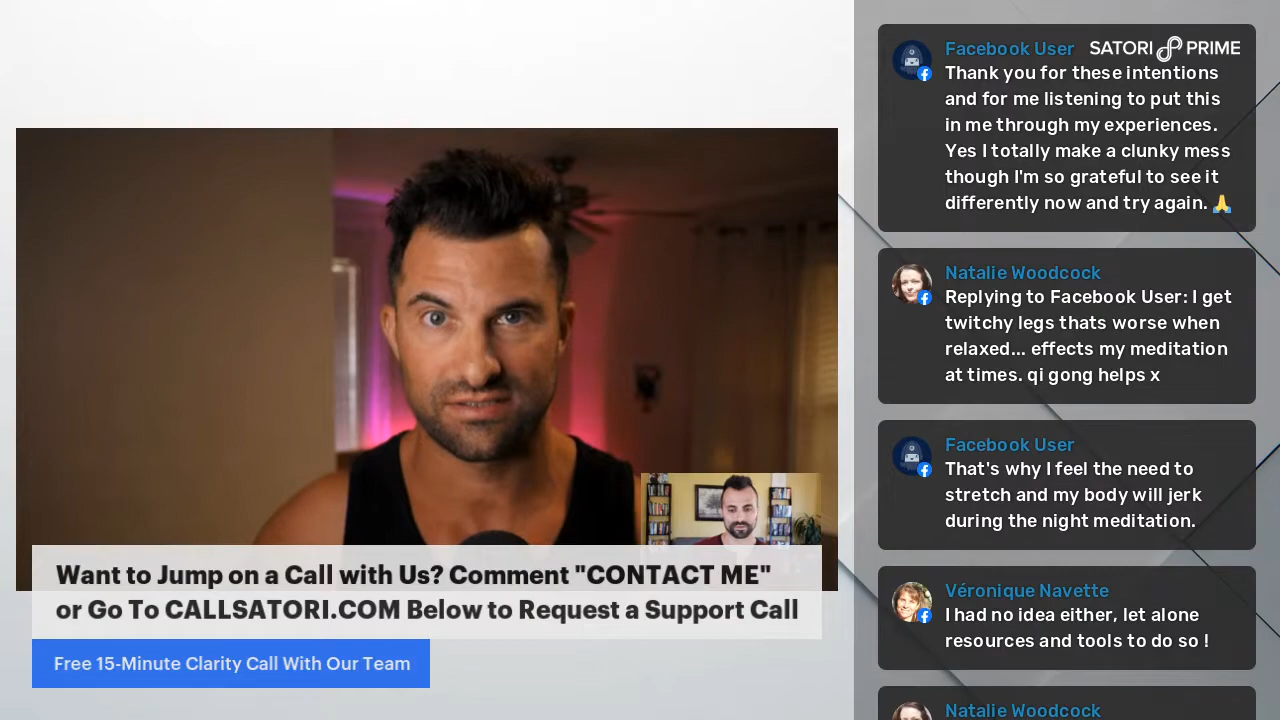 Want to Jump on a Call with Us? Comment "CONTACT ME"
or Go To CALLSATORI.COM Below to Request a Support Call
Free 15-Minute Clarity Call With Our Team
SATORI PRIME
Facebook User
Thank you for these intentions
and for me listening to put this
in me through my experiences.
Yes I totally make a clunky mess
though I'm so grateful to see it
differently now and try again. 🙏
Natalie Woodcock
Replying to Facebook User: I get
twitchy legs thats worse when
relaxed... effects my meditation
at times. qi gong helps x
Facebook User
That's why I feel the need to
stretch and my body will jerk
during the night meditation.
Véronique Navette
I had no idea either, let alone
resources and tools to do so !
Natalie Woodcock